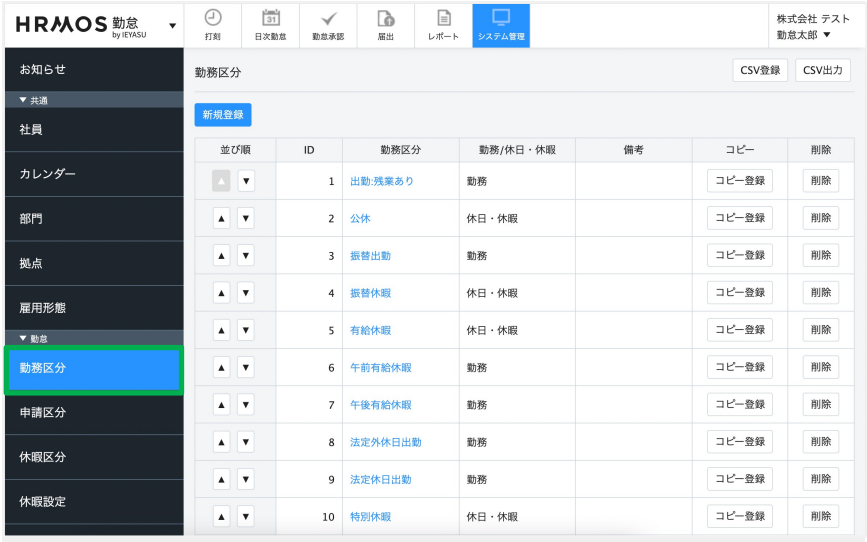 HRMOS 勤怠 ▼
by IEYASU
打刻
31
日次勤怠
勤怠承認
届出
レポート
システム管理
株式会社 テスト
勤怠太郎 ▼
お知らせ
▼ 共通
社員
カレンダー
部門
拠点
雇用形態
▼ 勤怠
勤務区分
申請区分
休暇区分
休暇設定
勤務区分
CSV登録 CSV出力
新規登録
並び順 ID 勤務区分 勤務/休日・休暇 備考 コピー 削除
▲ ▼ 1 出勤:残業あり 勤務 コピー登録 削除
▲ ▼ 2 公休 休日・休暇 コピー登録 削除
▲ ▼ 3 振替出勤 勤務 コピー登録 削除
▲ ▼ 4 振替休暇 休日・休暇 コピー登録 削除
▲ ▼ 5 有給休暇 休日・休暇 コピー登録 削除
▲ ▼ 6 午前有給休暇 勤務 コピー登録 削除
▲ ▼ 7 午後有給休暇 勤務 コピー登録 削除
▲ ▼ 8 法定外休日出勤 勤務 コピー登録 削除
▲ ▼ 9 法定休日出勤 勤務 コピー登録 削除
▲ ▼ 10 特別休暇 休日・休暇 コピー登録 削除